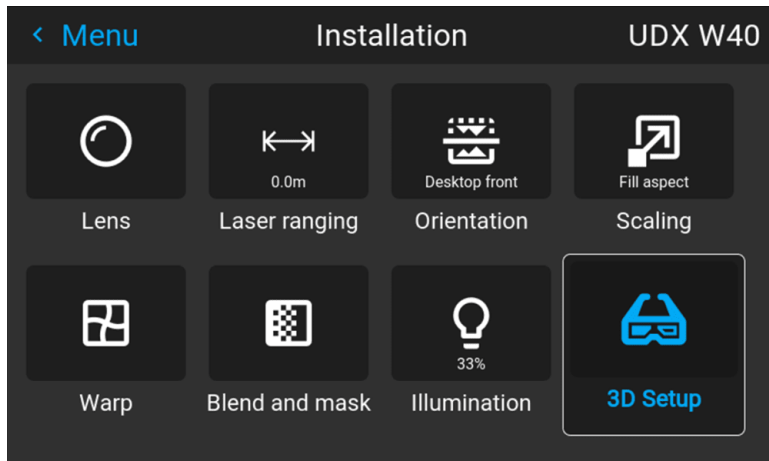 Menu
Installation
UDX W40
0.0m
Desktop front
Fill aspect
Lens
Laser ranging
Orientation
Scaling
33%
Warp
Blend and mask
Illumination
3D Setup